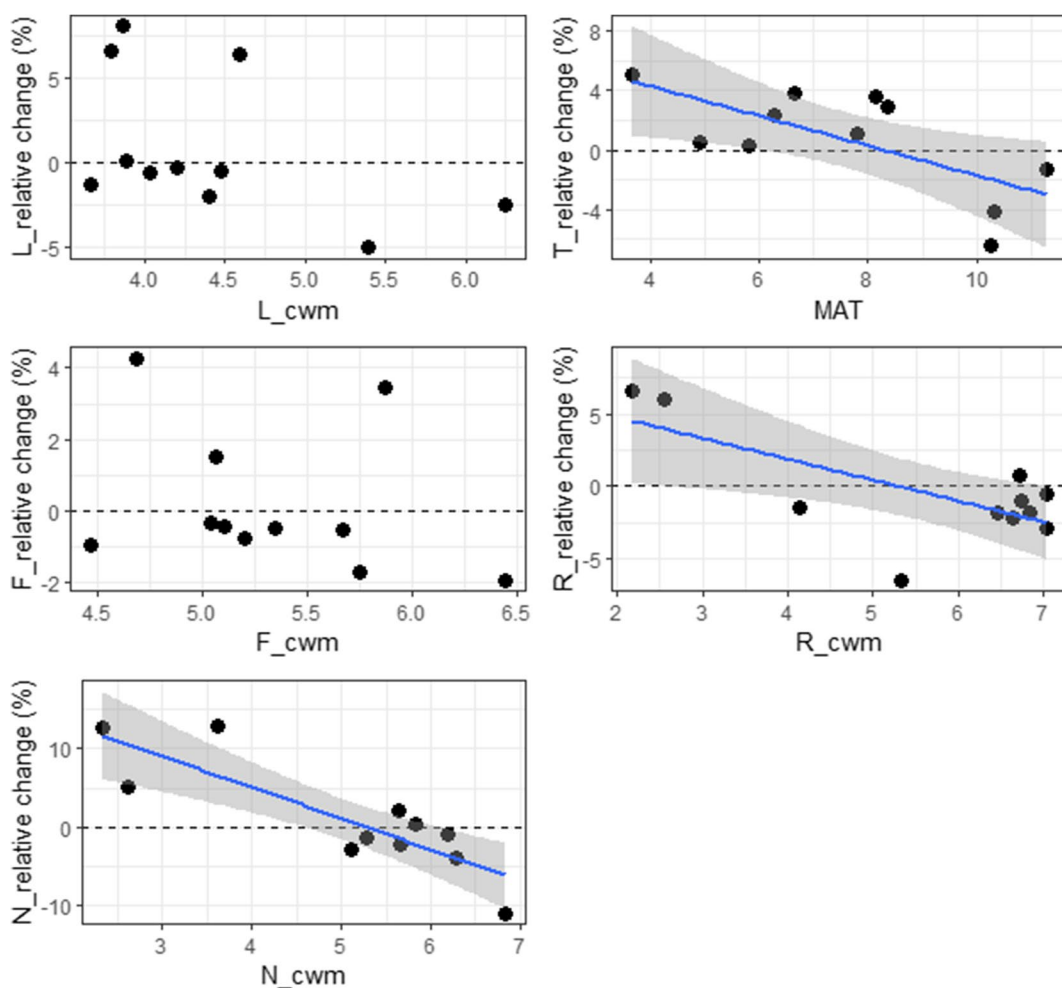 L_relative change (%)
5
0
-5
4.0 4.5 5.0 5.5 6.0
L_cwm
T_relative change (%)
8
4
0
-4
4 6 8 10
MAT
F_relative change (%)
4
2
0
-2
4.5 5.0 5.5 6.0 6.5
F_cwm
R_relative change (%)
5
0
-5
2 3 4 5 6 7
R_cwm
N_relative change (%)
10
0
-10
3 4 5 6 7
N_cwm